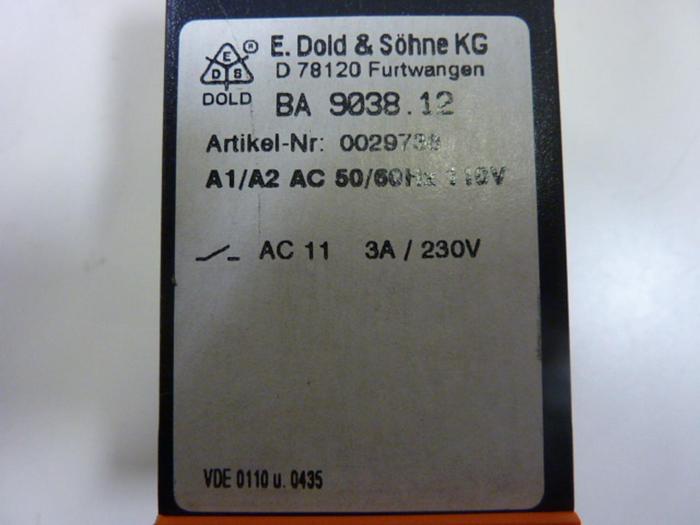 E
D S
®
DOLD
E. Dold & Söhne KG
D 78120 Furtwangen
BA 9038.12
Artikel-Nr:
A1/A2 AC 50/60Hz 110V
AC 11 3A / 230V
VDE 0110 u. 0435